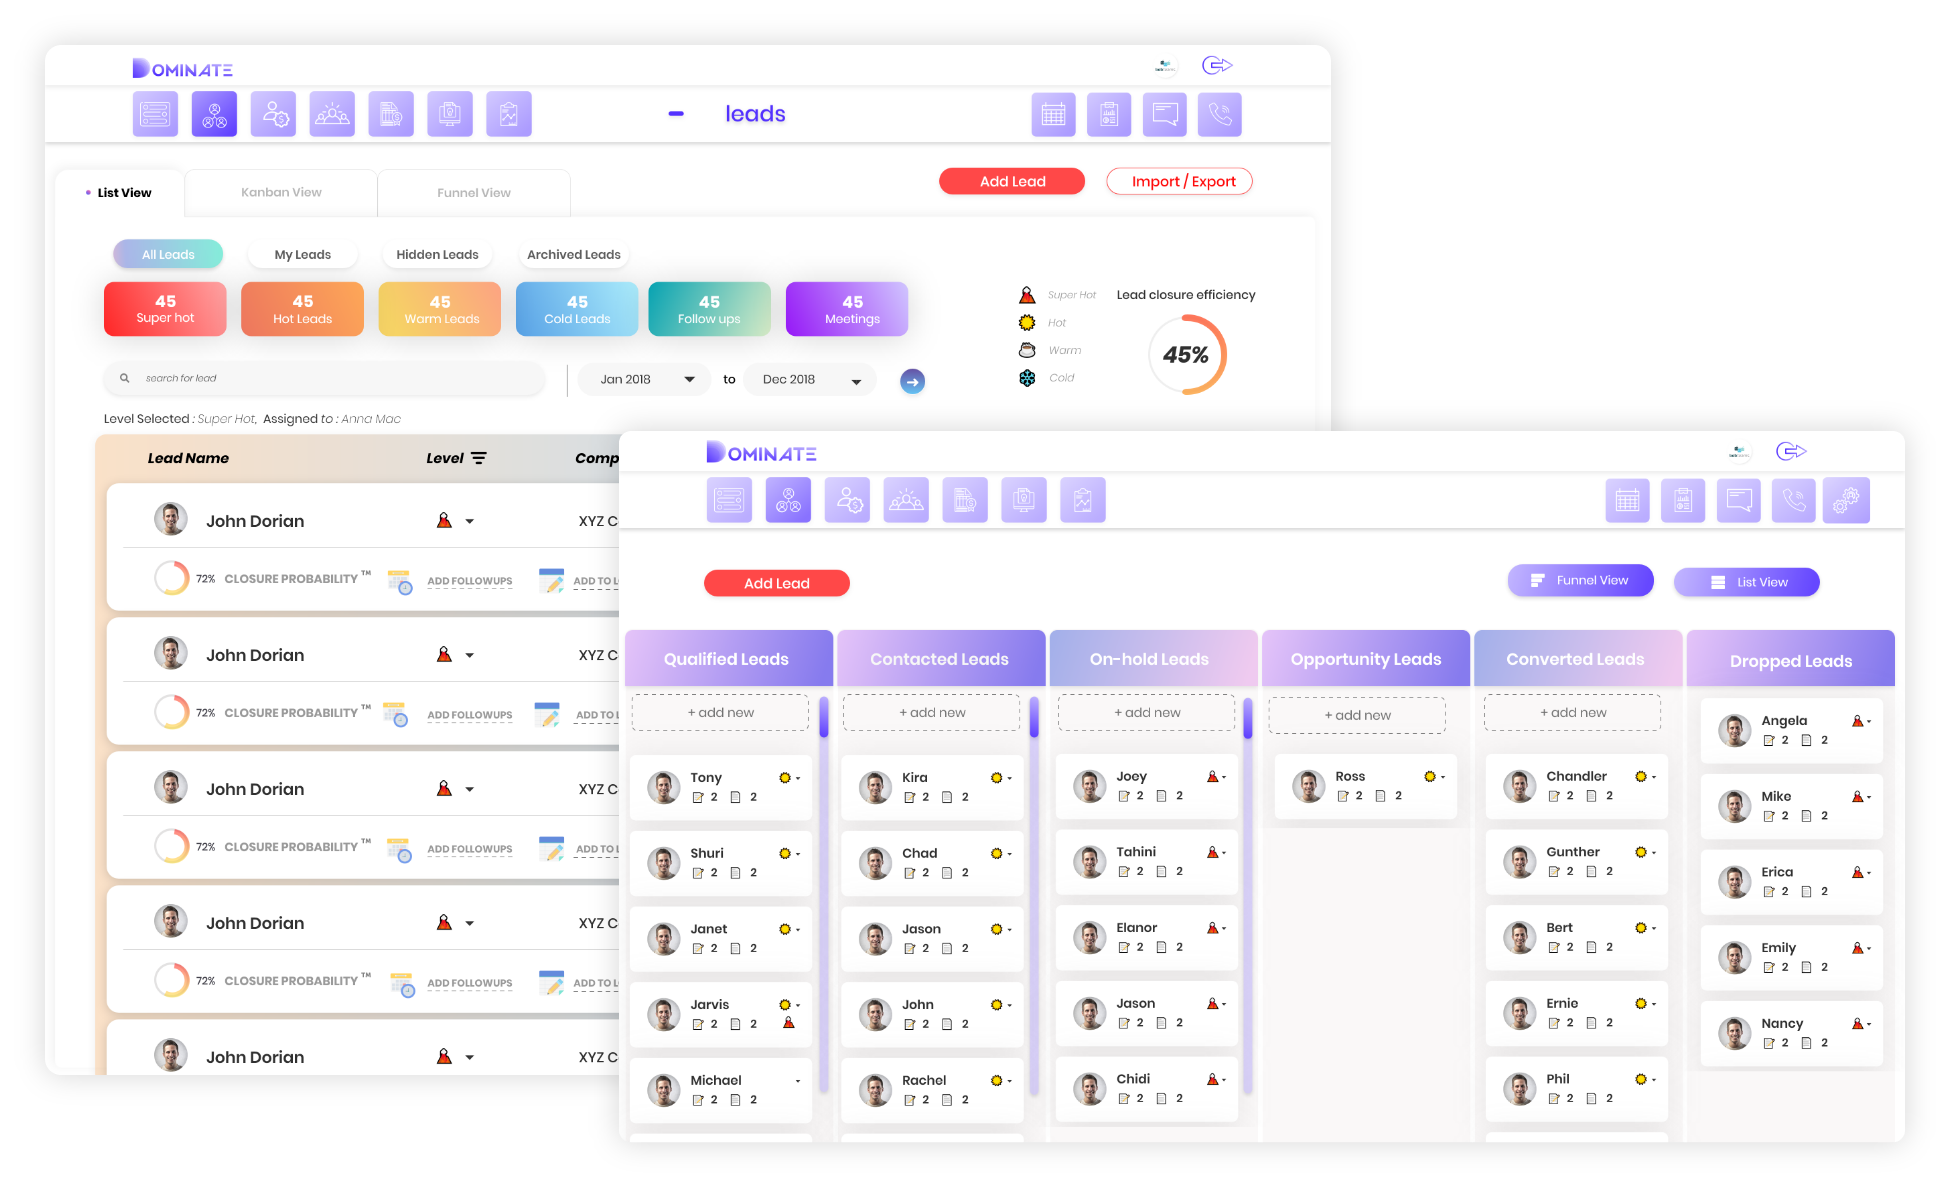 DOMINATE
leads
List View
Kanban View
Funnel View
Add Lead
Import / Export
All Leads
My Leads
Hidden Leads
Archived Leads
45
Super hot
45
Hot Leads
45
Warm Leads
45
Cold Leads
45
Follow ups
45
Meetings
Super Hot
Hot
Warm
Cold
Lead closure efficiency
45%
search for lead
Jan 2018
to
Dec 2018
Level Selected : Super Hot, Assigned to : Anna Mac
Lead Name
Level
Comp
John Dorian
XYZ C
72% CLOSURE PROBABILITY TM
ADD FOLLOWUPS
ADD TO L
John Dorian
XYZ C
72% CLOSURE PROBABILITY TM
ADD FOLLOWUPS
ADD TO L
John Dorian
XYZ C
72% CLOSURE PROBABILITY TM
ADD FOLLOWUPS
ADD TO L
John Dorian
XYZ C
72% CLOSURE PROBABILITY TM
ADD FOLLOWUPS
ADD TO L
John Dorian
XYZ C
DOMINATE
Add Lead
Funnel View
List View
Qualified Leads
+ add new
Tony
2 2
Shuri
2 2
Janet
2 2
Jarvis
2 2
Michael
2 2
Contacted Leads
+ add new
Kira
2 2
Chad
2 2
Jason
2 2
John
2 2
Rachel
2 2
On-hold Leads
+ add new
Joey
2 2
Tahini
2 2
Elanor
2 2
Jason
2 2
Chidi
2 2
Opportunity Leads
+ add new
Ross
2 2
Converted Leads
+ add new
Chandler
2 2
Gunther
2 2
Bert
2 2
Ernie
2 2
Phil
2 2
Dropped Leads
Angela
2 2
Mike
2 2
Erica
2 2
Emily
2 2
Nancy
2 2